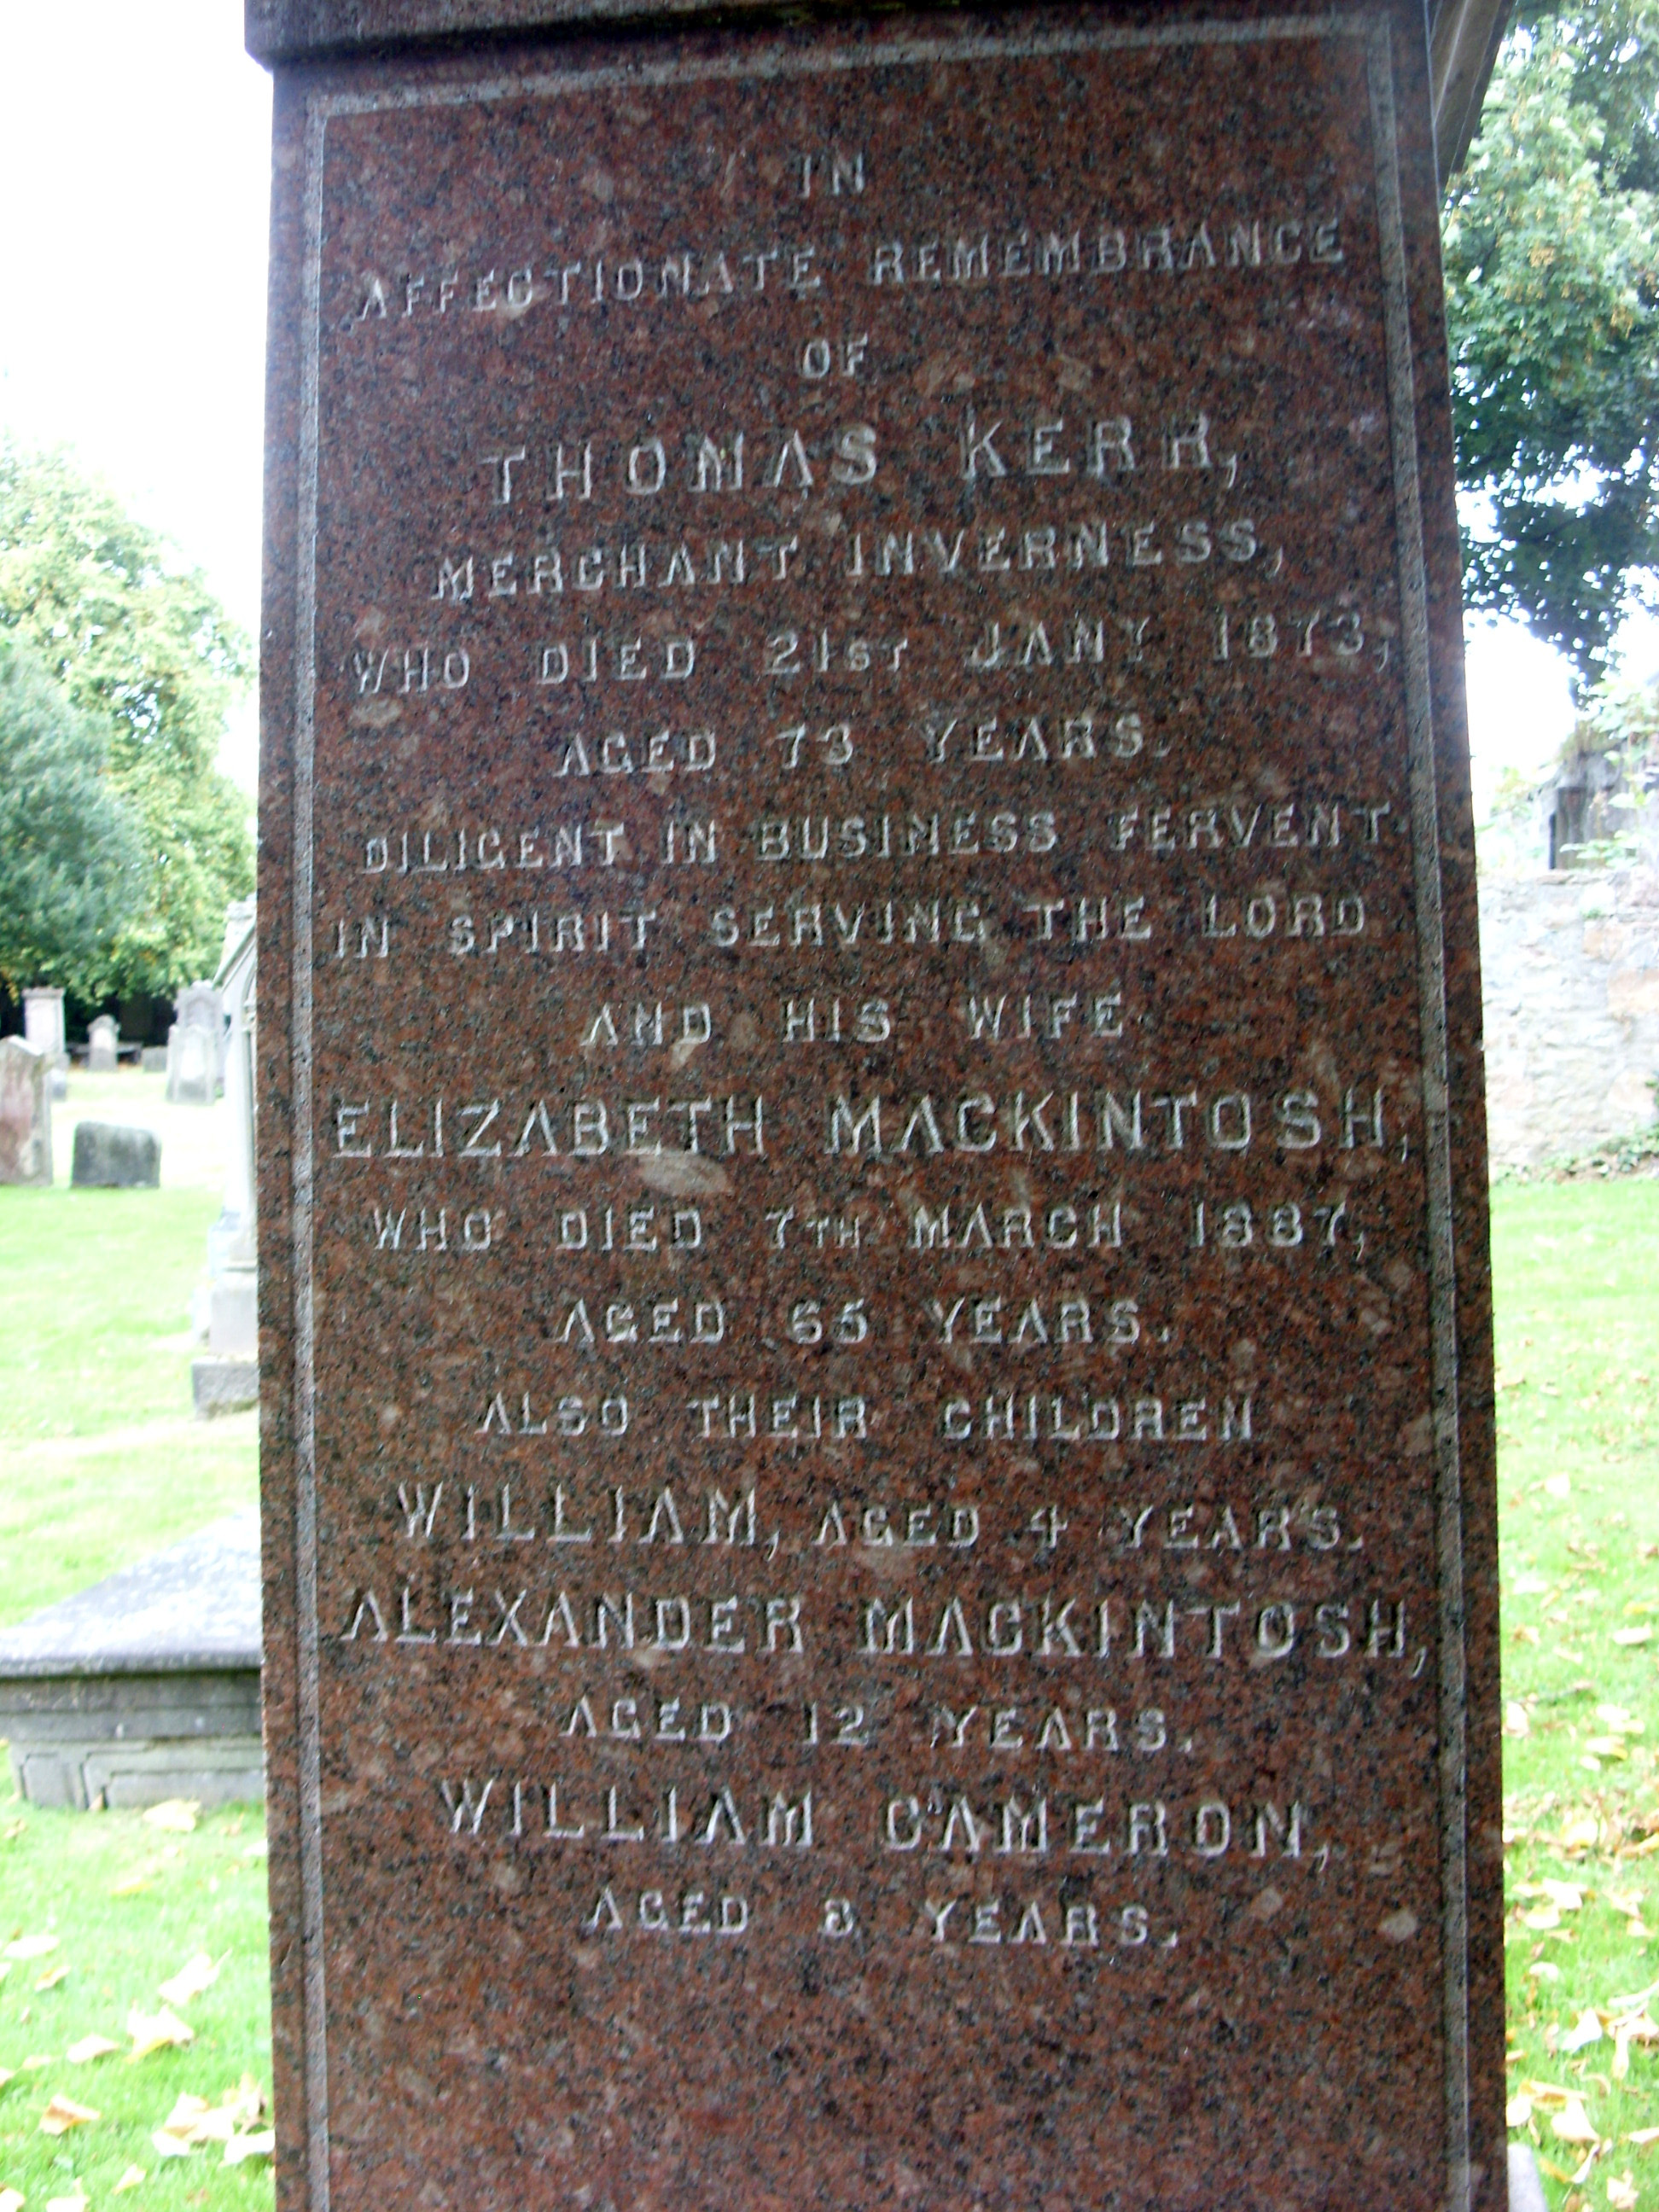 IN
AFFECTIONATE REMEMBRANCE
OF
THOMAS KERR,
MERCHANT INVERNESS,
WHO DIED 21ST JANY 1873,
AGED 73 YEARS.
DILIGENT IN BUSINESS FERVENT
IN SPIRIT SERVING THE LORD
AND HIS WIFE
ELIZABETH MACKINTOSH,
WHO DIED 7TH MARCH 1887,
AGED 65 YEARS.
ALSO THEIR CHILDREN
WILLIAM, AGED 4 YEARS.
ALEXANDER MACKINTOSH,
AGED 12 YEARS.
WILLIAM CAMERON,
AGED YEARS.